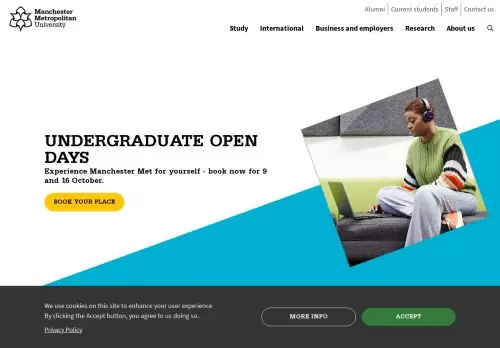 Manchester
Metropolitan
University
Alumni
Current students
Staff
Contact us
Study
International
Business and employers
Research
About us
UNDERGRADUATE OPEN
DAYS
Experience Manchester Met for yourself - book now for 9
and 16 October.
BOOK YOUR PLACE
We use cookies on this site to enhance your user experience
By clicking the Accept button, you agree to us doing so.
Privacy Policy
MORE INFO
ACCEPT